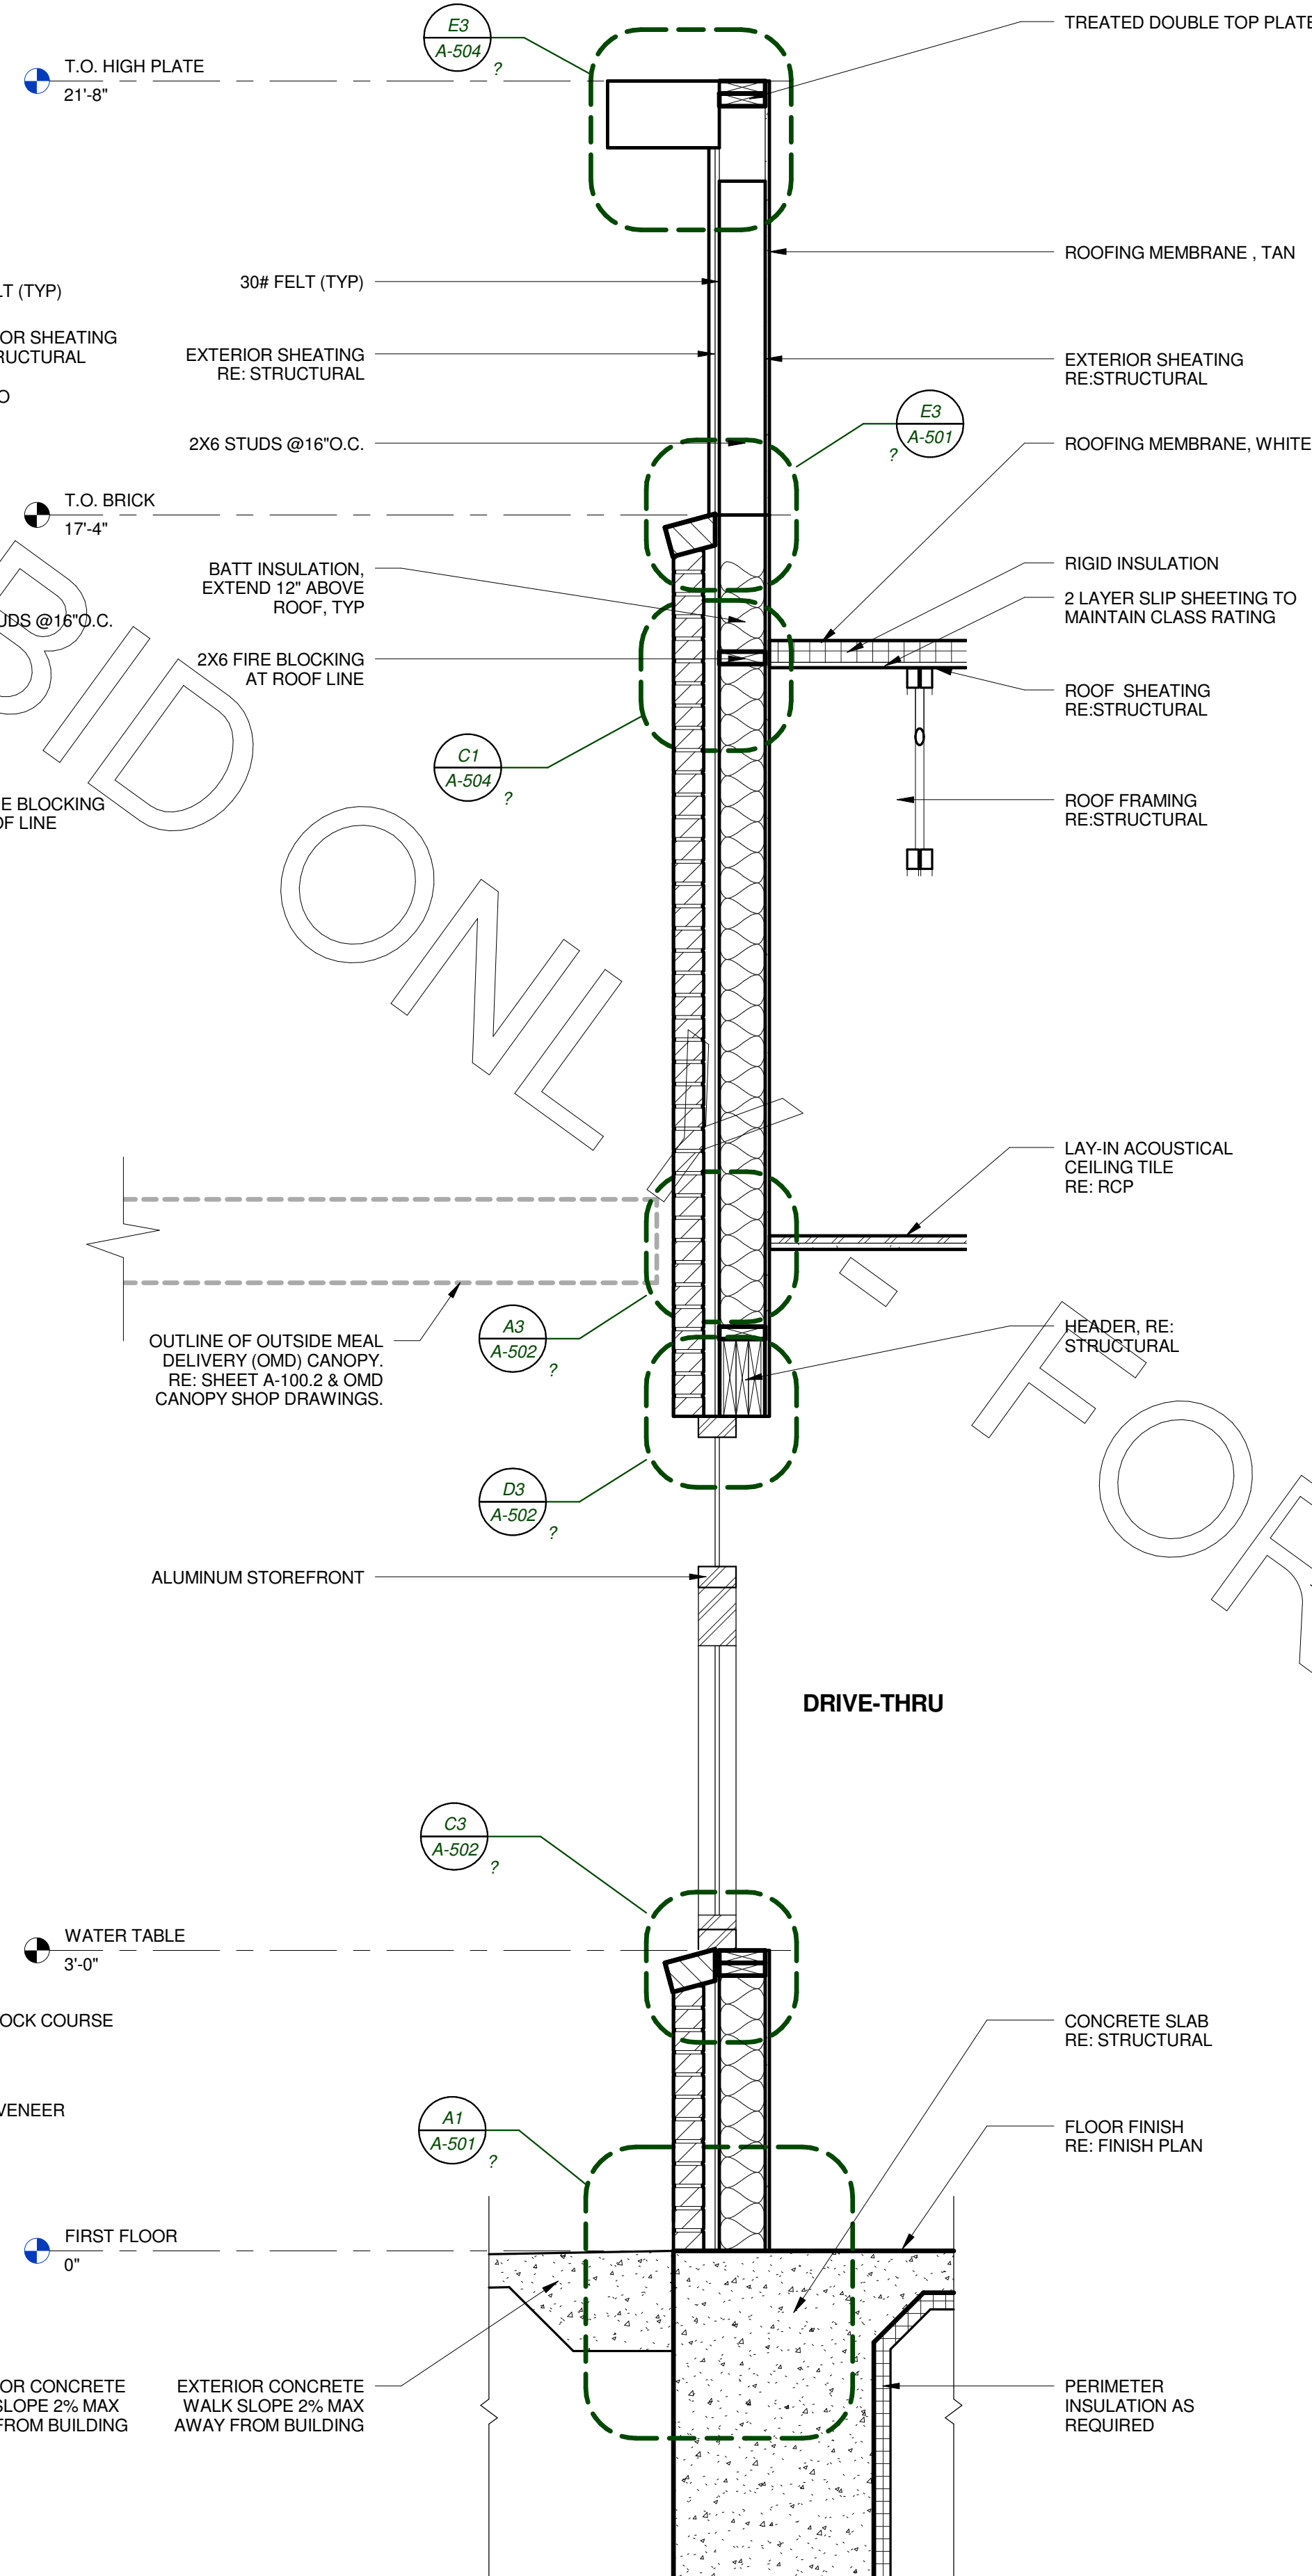 E3
A-504
?
TREATED DOUBLE TOP PLATE
T.O. HIGH PLATE
21'-8"
ROOFING MEMBRANE , TAN
30# FELT (TYP)
LT (TYP)
OR SHEATING
RUCTURAL
EXTERIOR SHEATING
RE: STRUCTURAL
EXTERIOR SHEATING
RE:STRUCTURAL
O
E3
A-501
?
2X6 STUDS @16"O.C.
ROOFING MEMBRANE, WHITE
T.O. BRICK
17'-4"
BATT INSULATION,
EXTEND 12" ABOVE
ROOF, TYP
RIGID INSULATION
2 LAYER SLIP SHEETING TO
MAINTAIN CLASS RATING
UDS @16"O.C.
2X6 FIRE BLOCKING
AT ROOF LINE
ROOF  SHEATING
RE:STRUCTURAL
C1
A-504
?
E BLOCKING
OF LINE
ROOF FRAMING
RE:STRUCTURAL
BID ONLY - FOR
LAY-IN ACOUSTICAL
CEILING TILE
RE: RCP
A3
A-502
?
OUTLINE OF OUTSIDE MEAL
DELIVERY (OMD) CANOPY.
RE: SHEET A-100.2 & OMD
CANOPY SHOP DRAWINGS.
HEADER, RE:
STRUCTURAL
D3
A-502
?
ALUMINUM STOREFRONT
DRIVE-THRU
C3
A-502
?
WATER TABLE
3'-0"
OCK COURSE
CONCRETE SLAB
RE: STRUCTURAL
VENEER
A1
A-501
?
FLOOR FINISH
RE: FINISH PLAN
FIRST FLOOR
0"
OR CONCRETE
SLOPE 2% MAX
FROM BUILDING
EXTERIOR CONCRETE
WALK SLOPE 2% MAX
AWAY FROM BUILDING
PERIMETER
INSULATION AS
REQUIRED